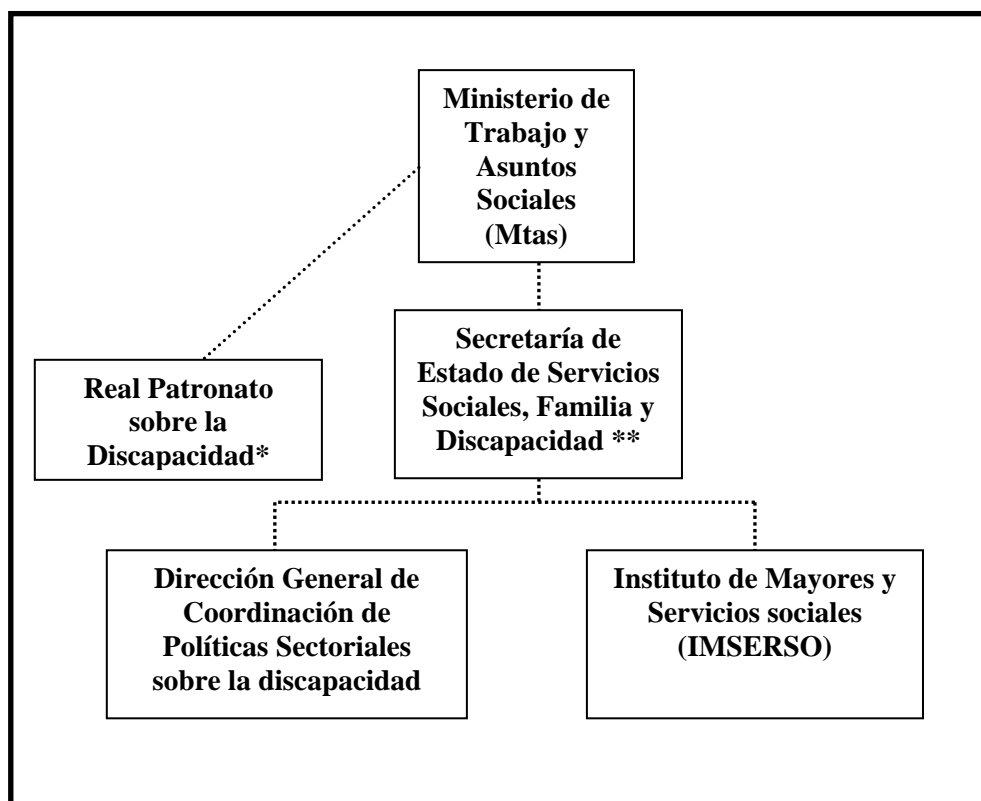 Ministerio de
Trabajo y
Asuntos
Sociales
(Mtas)
Secretaría de
Estado de Servicios
Sociales, Familia y
Discapacidad **
Real Patronato
sobre la
Discapacidad*
Dirección General de
Coordinación de
Políticas Sectoriales
sobre la discapacidad
Instituto de Mayores y
Servicios sociales
(IMSERSO)